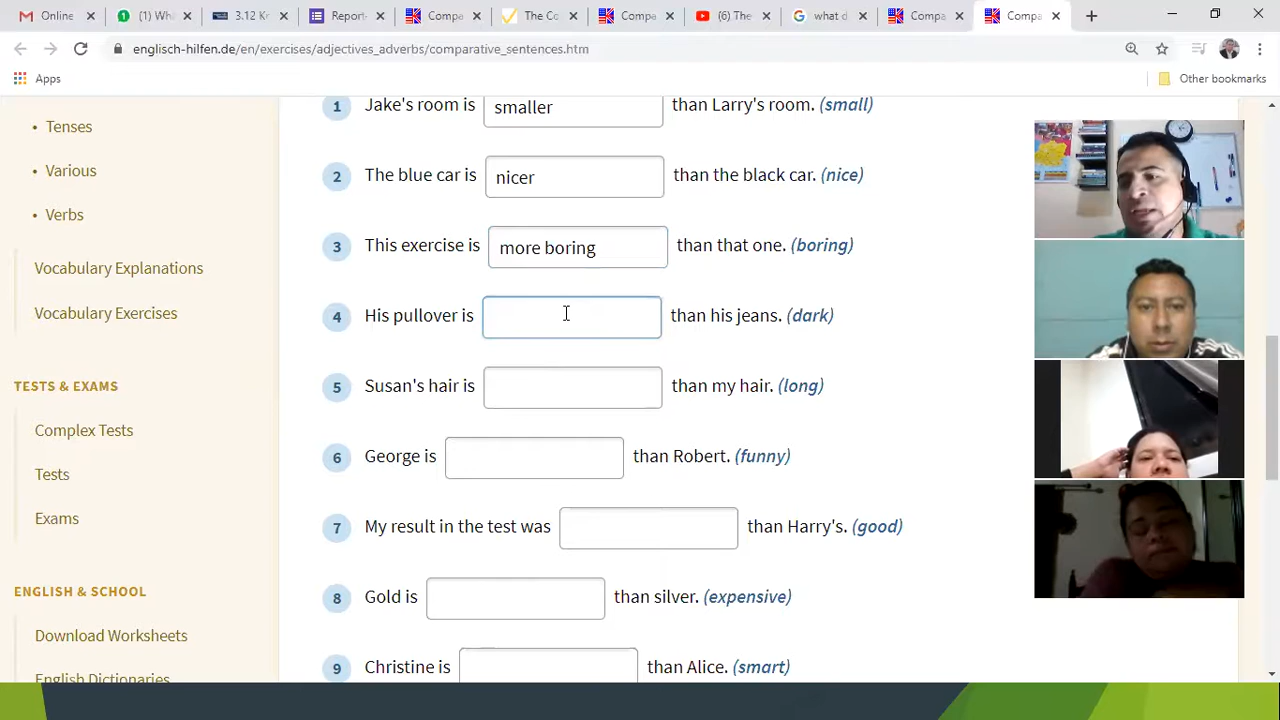 Online
(1) Wha
3.12 Kr
Report
Compa
The Co
Compa
(6) The
what d
Compa
Compa
englisch-hilfen.de/en/exercises/adjectives_adverbs/comparative_sentences.htm
Apps
Other bookmarks
• Tenses
• Various
• Verbs
Vocabulary Explanations
Vocabulary Exercises
TESTS & EXAMS
Complex Tests
Tests
Exams
ENGLISH & SCHOOL
Download Worksheets
English Dictionaries
1 Jake's room is smaller than Larry's room. (small)
2 The blue car is nicer than the black car. (nice)
3 This exercise is more boring than that one. (boring)
4 His pullover is than his jeans. (dark)
5 Susan's hair is than my hair. (long)
6 George is than Robert. (funny)
7 My result in the test was than Harry's. (good)
8 Gold is than silver. (expensive)
9 Christine is than Alice. (smart)